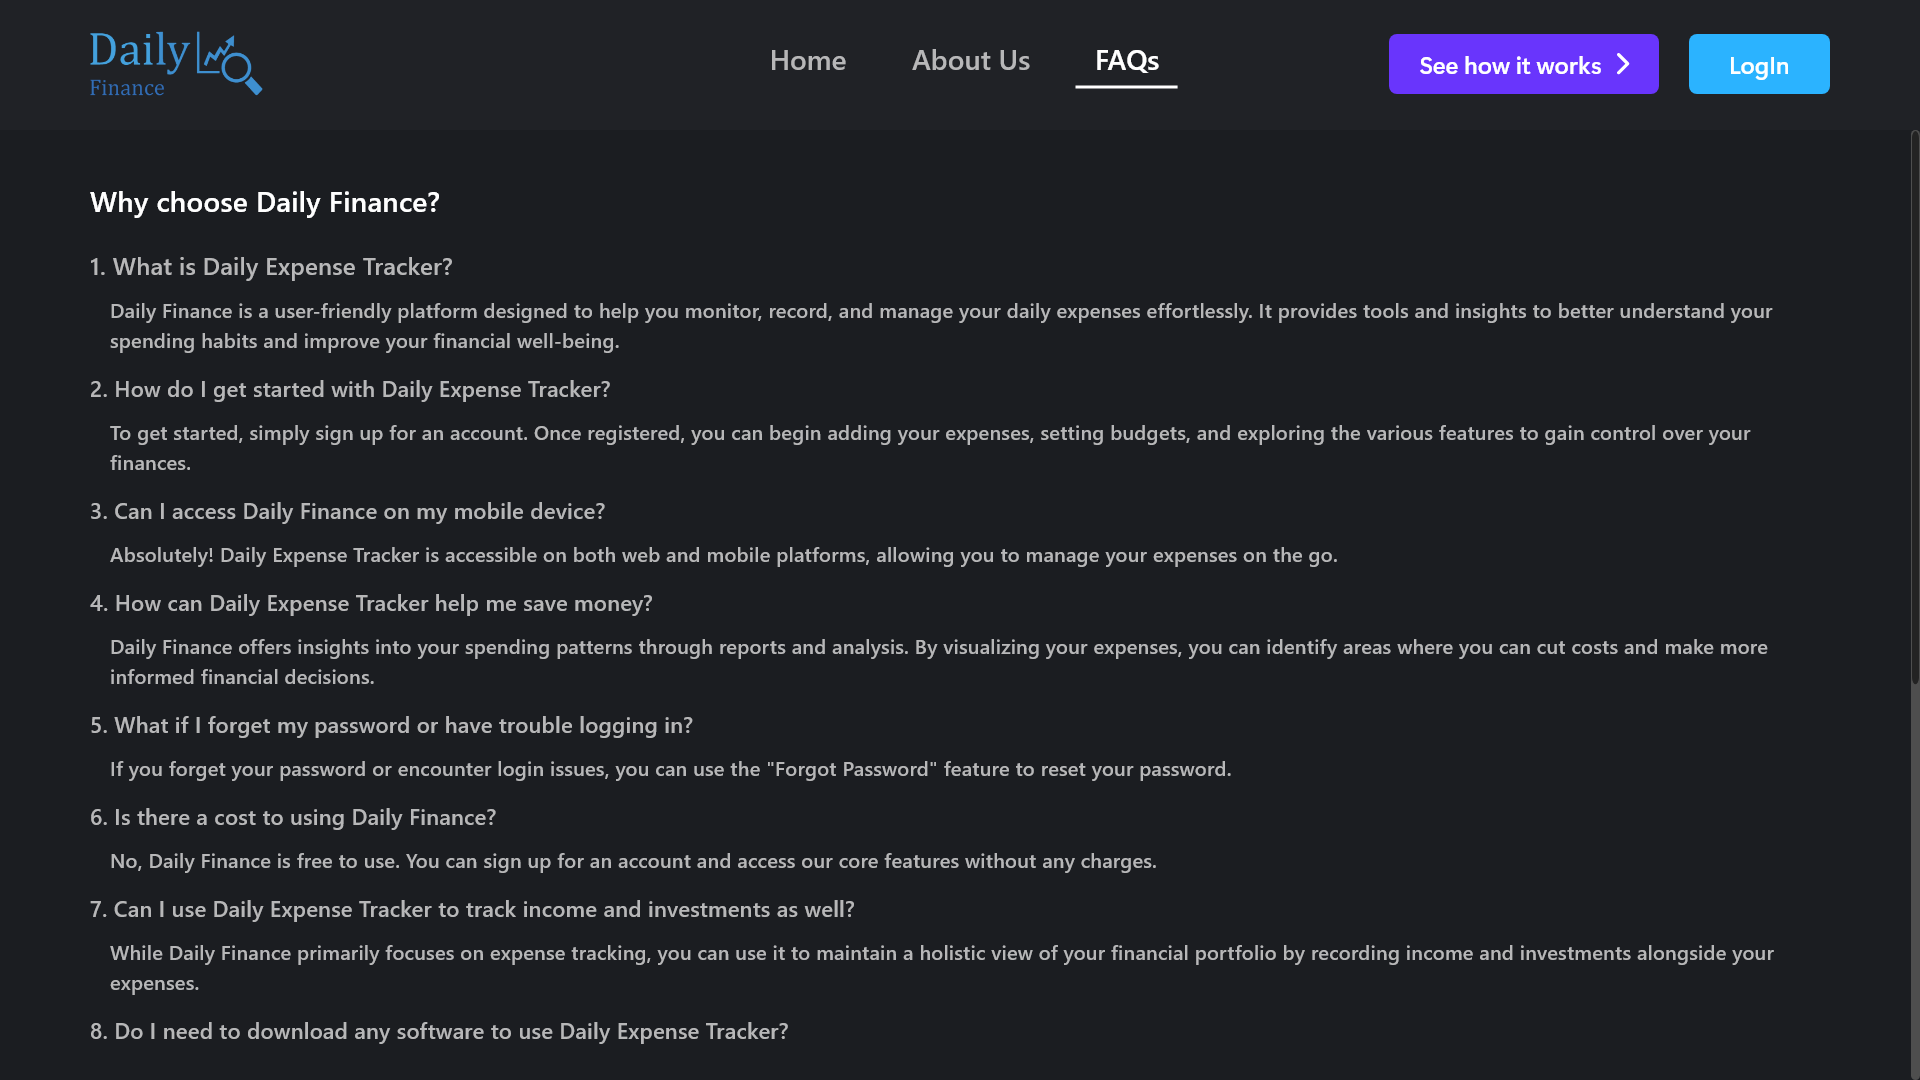 Daily
Finance
Home
About Us
FAQs
See how it works
LogIn
Why choose Daily Finance?
1. What is Daily Expense Tracker?
Daily Finance is a user-friendly platform designed to help you monitor, record, and manage your daily expenses effortlessly. It provides tools and insights to better understand your
spending habits and improve your financial well-being.
2. How do I get started with Daily Expense Tracker?
To get started, simply sign up for an account. Once registered, you can begin adding your expenses, setting budgets, and exploring the various features to gain control over your
finances.
3. Can I access Daily Finance on my mobile device?
Absolutely! Daily Expense Tracker is accessible on both web and mobile platforms, allowing you to manage your expenses on the go.
4. How can Daily Expense Tracker help me save money?
Daily Finance offers insights into your spending patterns through reports and analysis. By visualizing your expenses, you can identify areas where you can cut costs and make more
informed financial decisions.
5. What if I forget my password or have trouble logging in?
If you forget your password or encounter login issues, you can use the "Forgot Password" feature to reset your password.
6. Is there a cost to using Daily Finance?
No, Daily Finance is free to use. You can sign up for an account and access our core features without any charges.
7. Can I use Daily Expense Tracker to track income and investments as well?
While Daily Finance primarily focuses on expense tracking, you can use it to maintain a holistic view of your financial portfolio by recording income and investments alongside your
expenses.
8. Do I need to download any software to use Daily Expense Tracker?